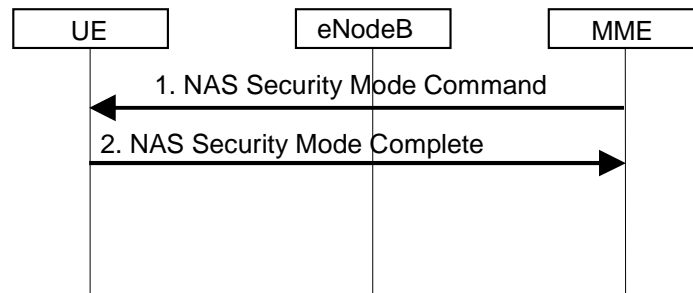 UE
eNodeB
MME
1. NAS Security Mode Command
2. NAS Security Mode Complete